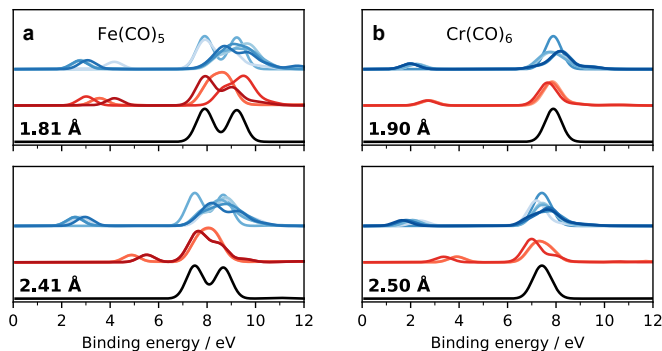 a Fe(CO)₅
1.81 Å
2.41 Å
0 2 4 6 8 10 12
Binding energy / eV
b Cr(CO)₆
1.90 Å
2.50 Å
0 2 4 6 8 10 12
Binding energy / eV